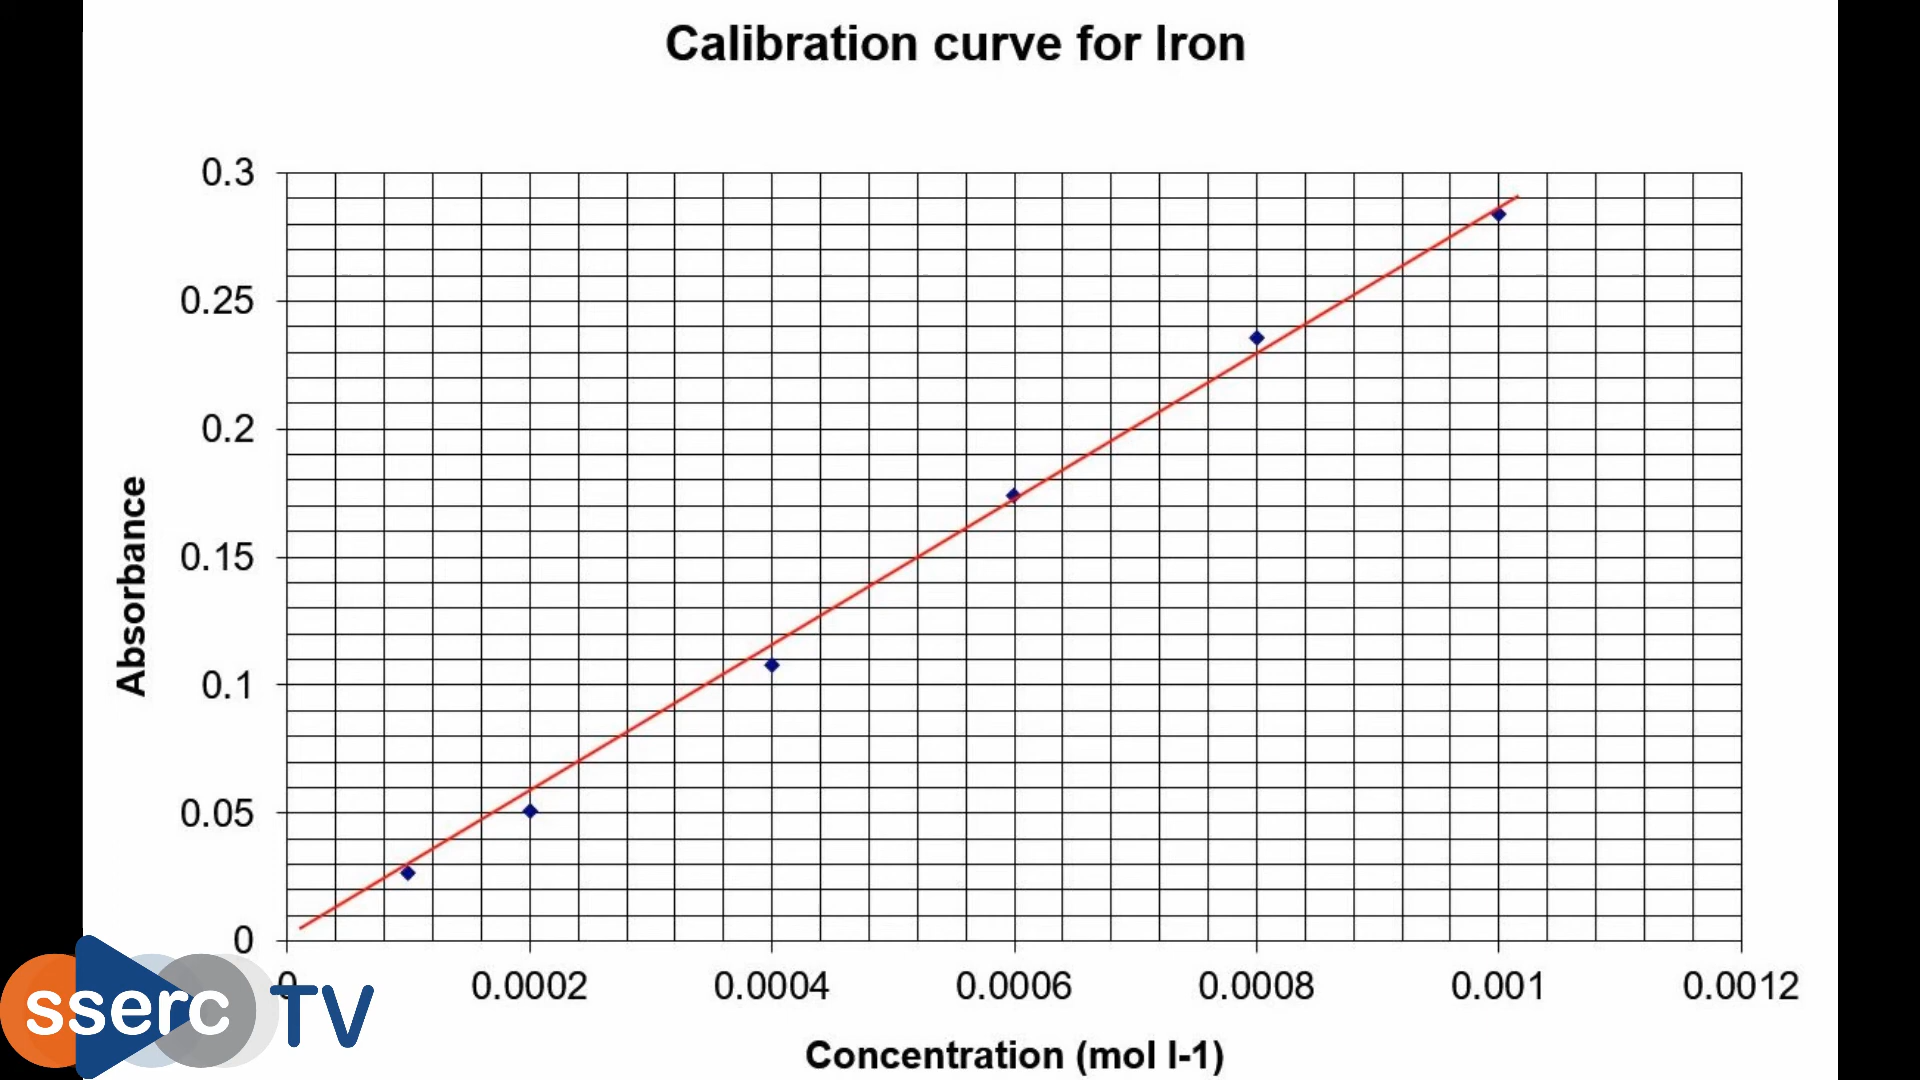 Calibration curve for Iron
0.3
0.25
0.2
0.15
0.1
0.05
0
Absorbance
0 0.0002 0.0004 0.0006 0.0008 0.001 0.0012
Concentration (mol l-1)
sserc TV